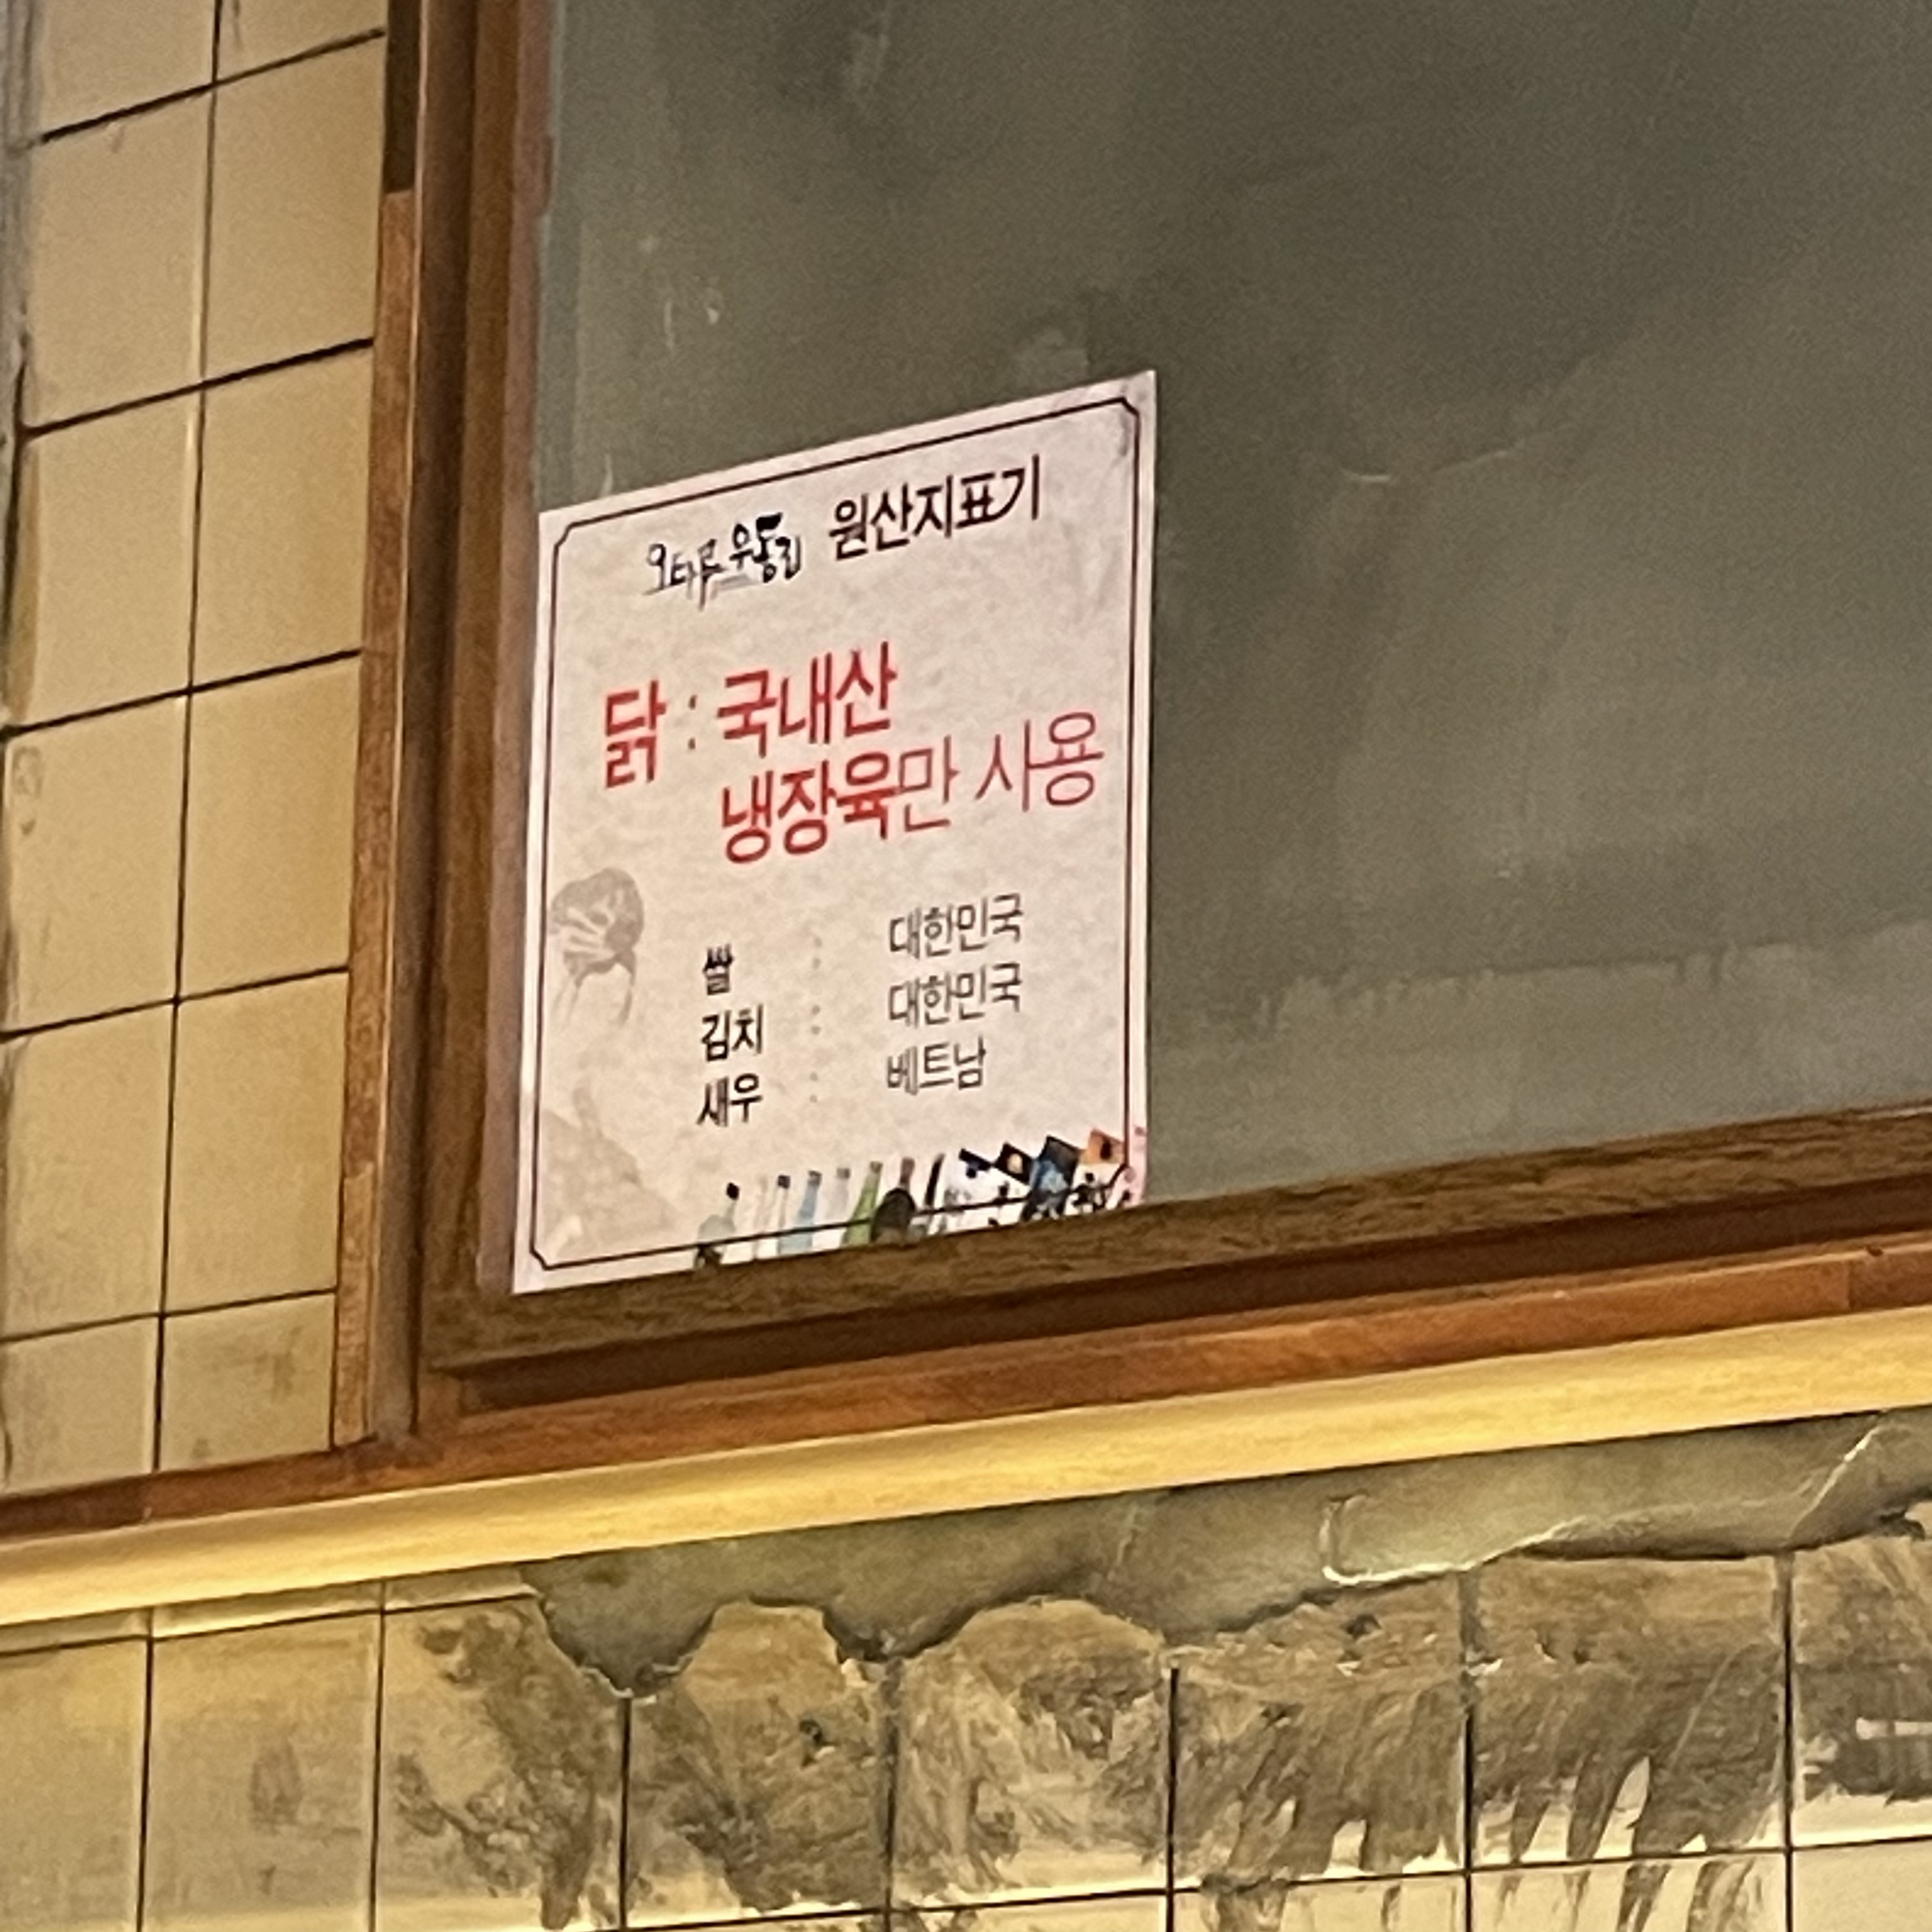 오타루 우동집 원산지표기
닭 : 국내산
냉장육만 사용
쌀 : 대한민국
김치 : 대한민국
새우 : 베트남